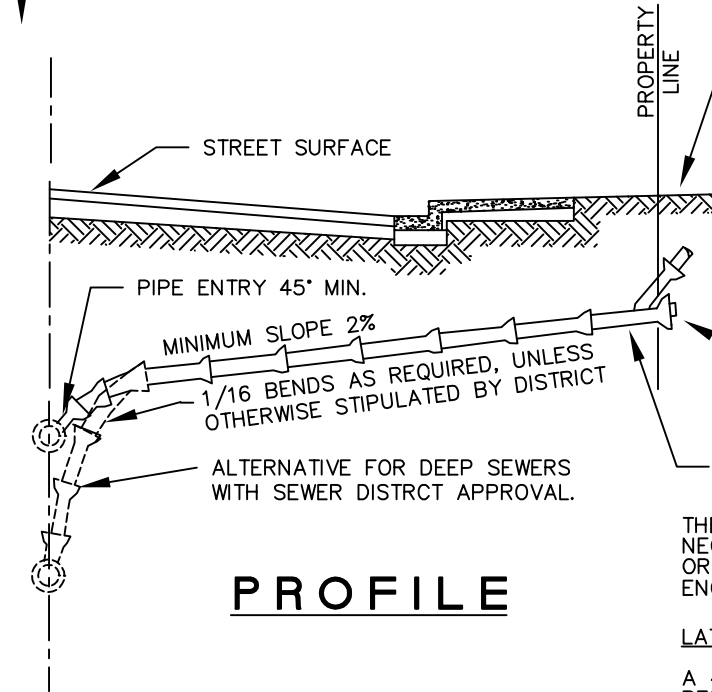 PROPERTY
LINE
STREET SURFACE
PIPE ENTRY 45° MIN.
MINIMUM SLOPE 2%
1/16 BENDS AS REQUIRED, UNLESS
OTHERWISE STIPULATED BY DISTRICT
ALTERNATIVE FOR DEEP SEWERS
WITH SEWER DISTRCT APPROVAL.
PROFILE
OR
A